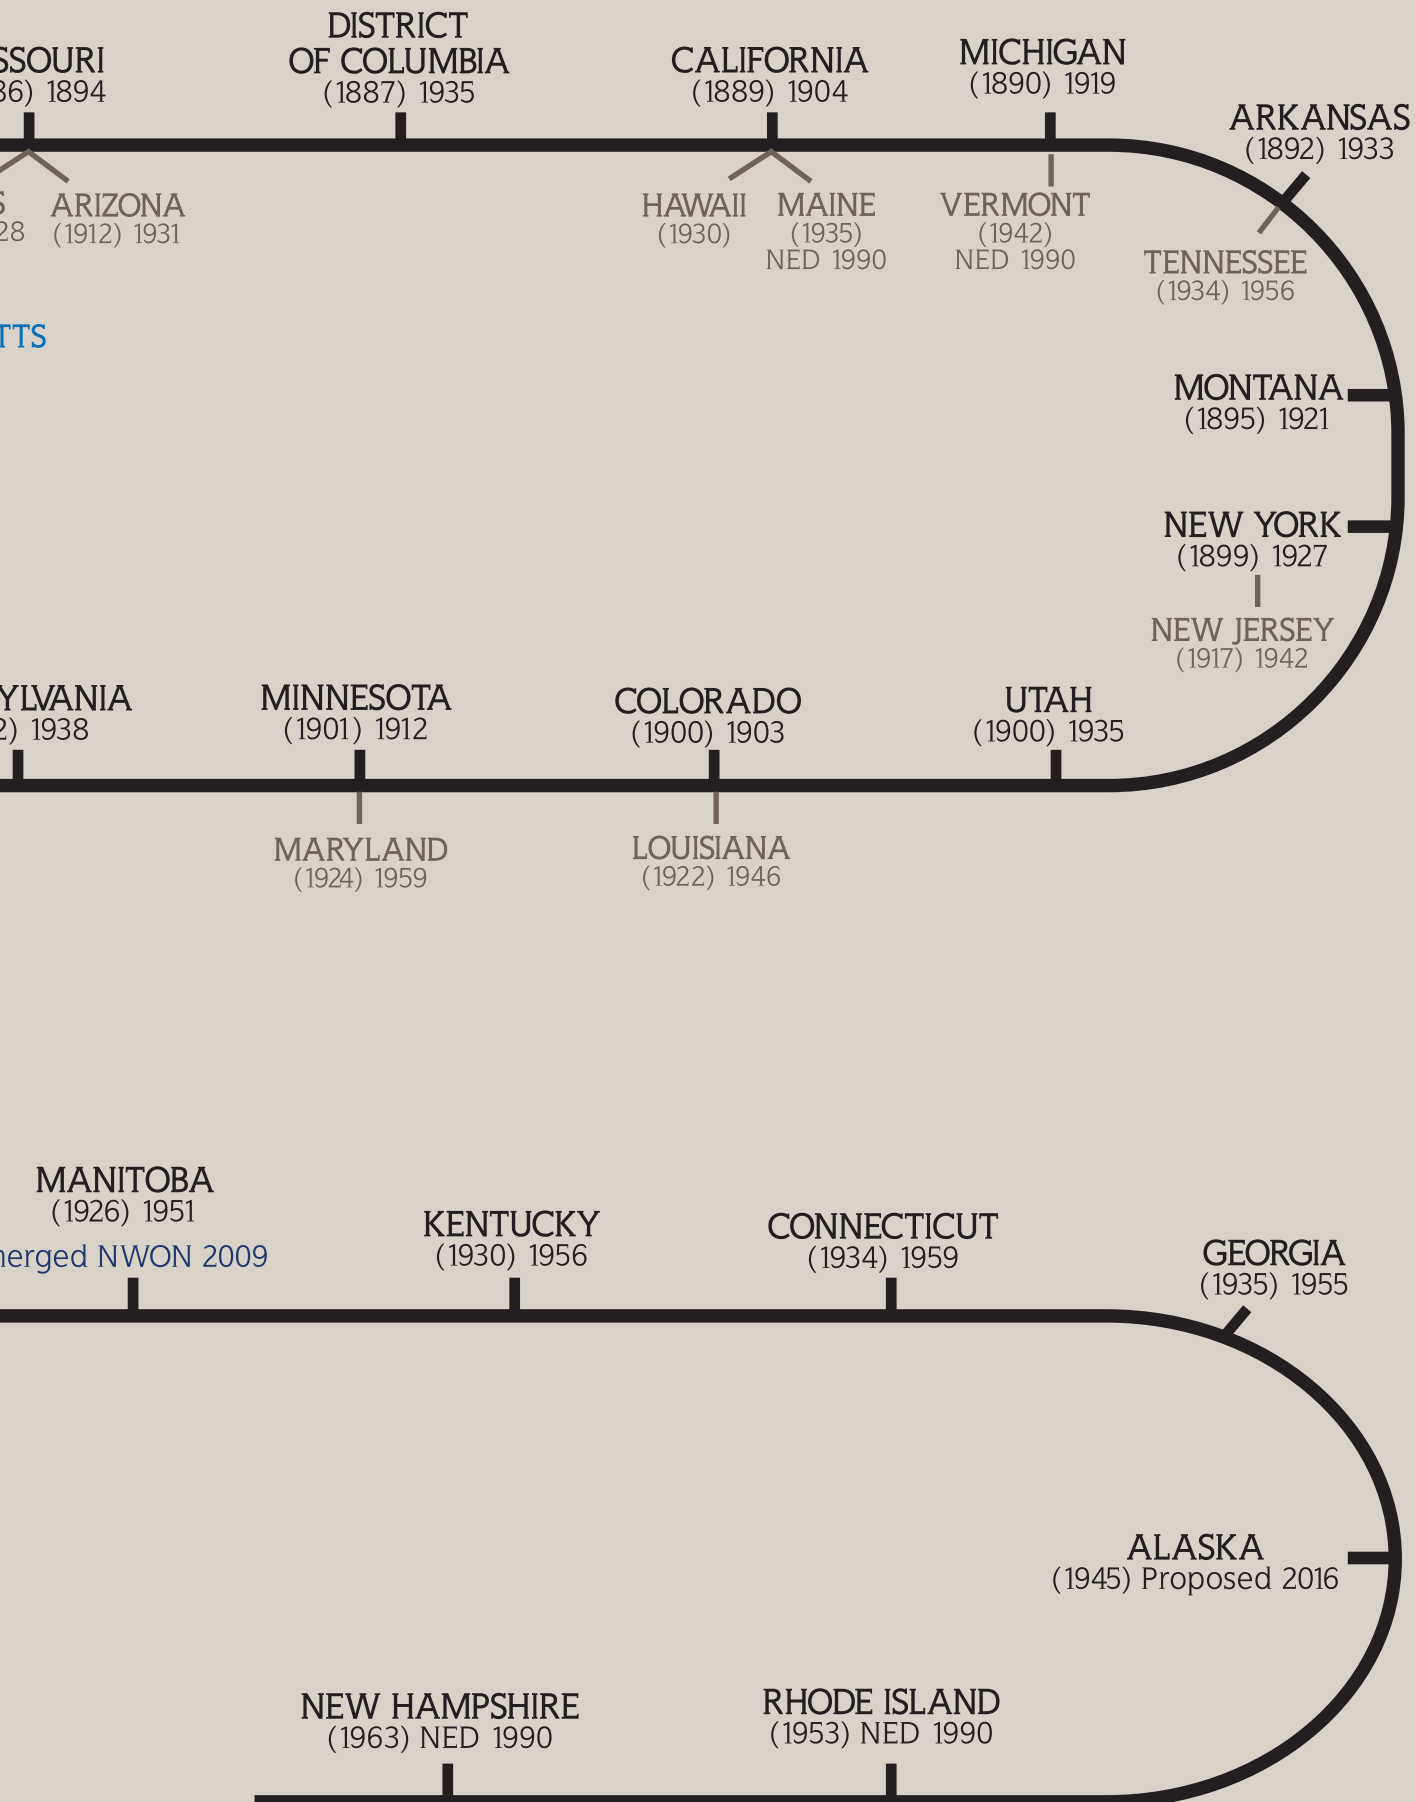 SSOURI
86) 1894
DISTRICT
OF COLUMBIA
(1887) 1935
CALIFORNIA
(1889) 1904
MICHIGAN
(1890) 1919
ARKANSAS
(1892) 1933
S
28
ARIZONA
(1912) 1931
HAWAII
(1930)
MAINE
(1935)
NED 1990
VERMONT
(1942)
NED 1990
TENNESSEE
(1934) 1956
TTS
MONTANA
(1895) 1921
NEW YORK
(1899) 1927
NEW JERSEY
(1917) 1942
YLVANIA
2) 1938
MINNESOTA
(1901) 1912
COLORADO
(1900) 1903
UTAH
(1900) 1935
MARYLAND
(1924) 1959
LOUISIANA
(1922) 1946
MANITOBA
(1926) 1951
merged NWON 2009
KENTUCKY
(1930) 1956
CONNECTICUT
(1934) 1959
GEORGIA
(1935) 1955
ALASKA
(1945) Proposed 2016
NEW HAMPSHIRE
(1963) NED 1990
RHODE ISLAND
(1953) NED 1990